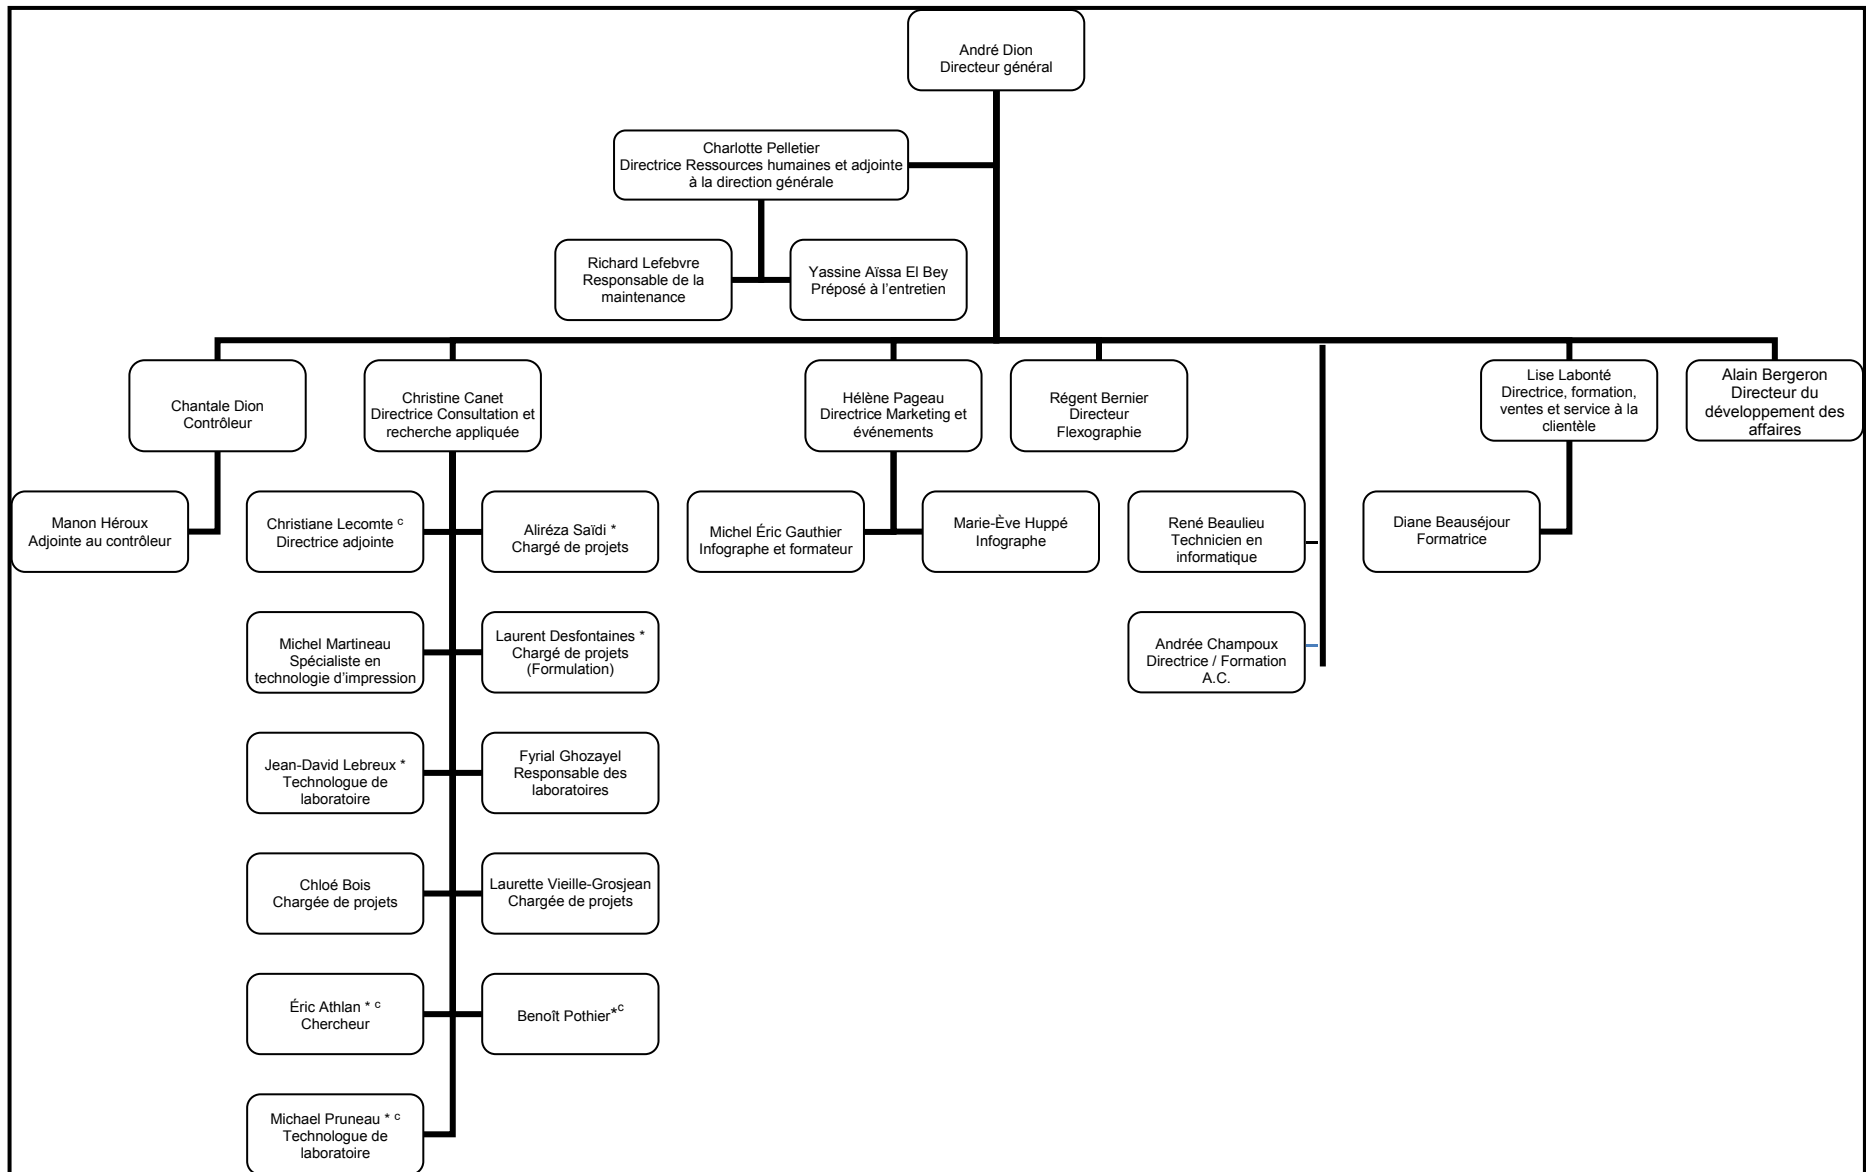 André Dion
Directeur général
Charlotte Pelletier
Directrice Ressources humaines et adjointe
à la direction générale
Richard Lefebvre
Responsable de la
maintenance
Yassine Aïssa El Bey
Préposé à l’entretien
Chantale Dion
Contrôleur
Christine Canet
Directrice Consultation et
recherche appliquée
Hélène Pageau
Directrice Marketing et
événements
Régent Bernier
Directeur
Flexographie
Lise Labonté
Directrice, formation,
ventes et service à la
clientèle
Alain Bergeron
Directeur du
développement des
affaires
Manon Héroux
Adjointe au contrôleur
Christiane Lecomte ᶜ
Directrice adjointe
Aliréza Saïdi *
Chargé de projets
Michel Éric Gauthier
Infographe et formateur
Marie-Ève Huppé
Infographe
René Beaulieu
Technicien en
informatique
Diane Beauséjour
Formatrice
Michel Martineau
Spécialiste en
technologie d’impression
Laurent Desfontaines *
Chargé de projets
(Formulation)
Andrée Champoux
Directrice / Formation
A.C.
Jean-David Lebreux *
Technologue de
laboratoire
Fyrial Ghozayel
Responsable des
laboratoires
Chloé Bois
Chargée de projets
Laurette Vieille-Grosjean
Chargée de projets
Éric Athlan * ᶜ
Chercheur
Benoît Pothier*ᶜ
Michael Pruneau * ᶜ
Technologue de
laboratoire